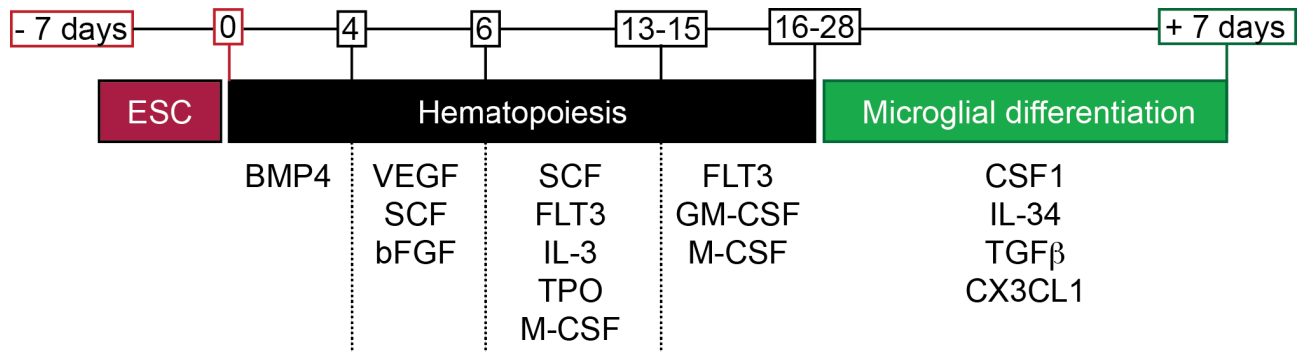 - 7 days 0 4 6 13-15 16-28 + 7 days
ESC Hematopoiesis Microglial differentiation
BMP4 VEGF SCF FLT3 CSF1
SCF FLT3 GM-CSF IL-34
bFGF IL-3 M-CSF TGFβ
TPO CX3CL1
M-CSF